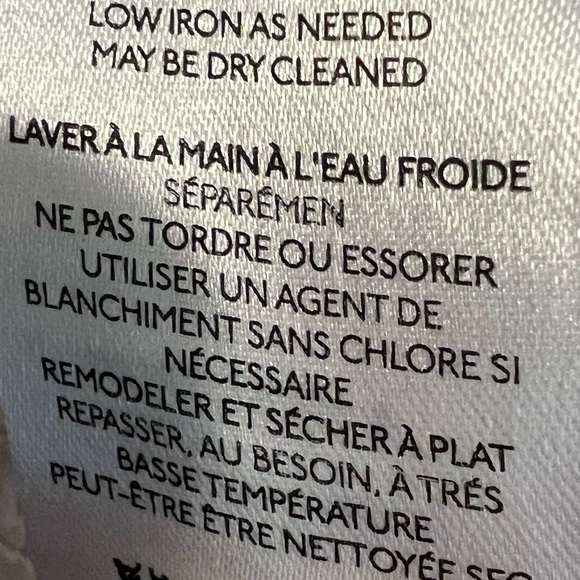 LOW IRON AS NEEDED
MAY BE DRY CLEANED
LAVER À LA MAIN À L'EAU FROIDE
SÉPARÉMEN
NE PAS TORDRE OU ESSORER
UTILISER UN AGENT DE
BLANCHIMENT SANS CHLORE SI
NÉCESSAIRE
REMODELER ET SÉCHER À PLAT
REPASSER, AU BESOIN, À TRÉS
BASSE TEMPÉRATURE
PEUT-ÊTRE ÊTRE NETTOYÉE SEC